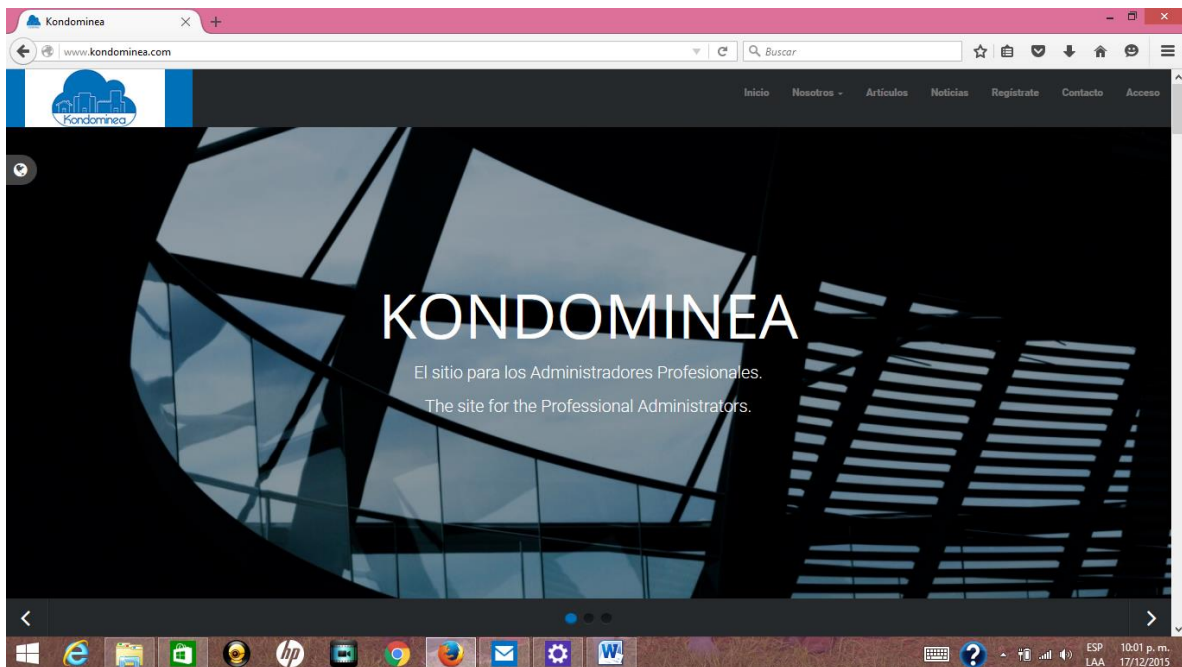 Kondominea
www.kondominea.com
Buscar
Kondominea
Inicio Nosotros Artículos Noticias Regístrate Contacto Acceso
KONDOMINEA
El sitio para los Administradores Profesionales.
The site for the Professional Administrators.
hp
ESP 10:01 p. m.
LAA 17/12/2015